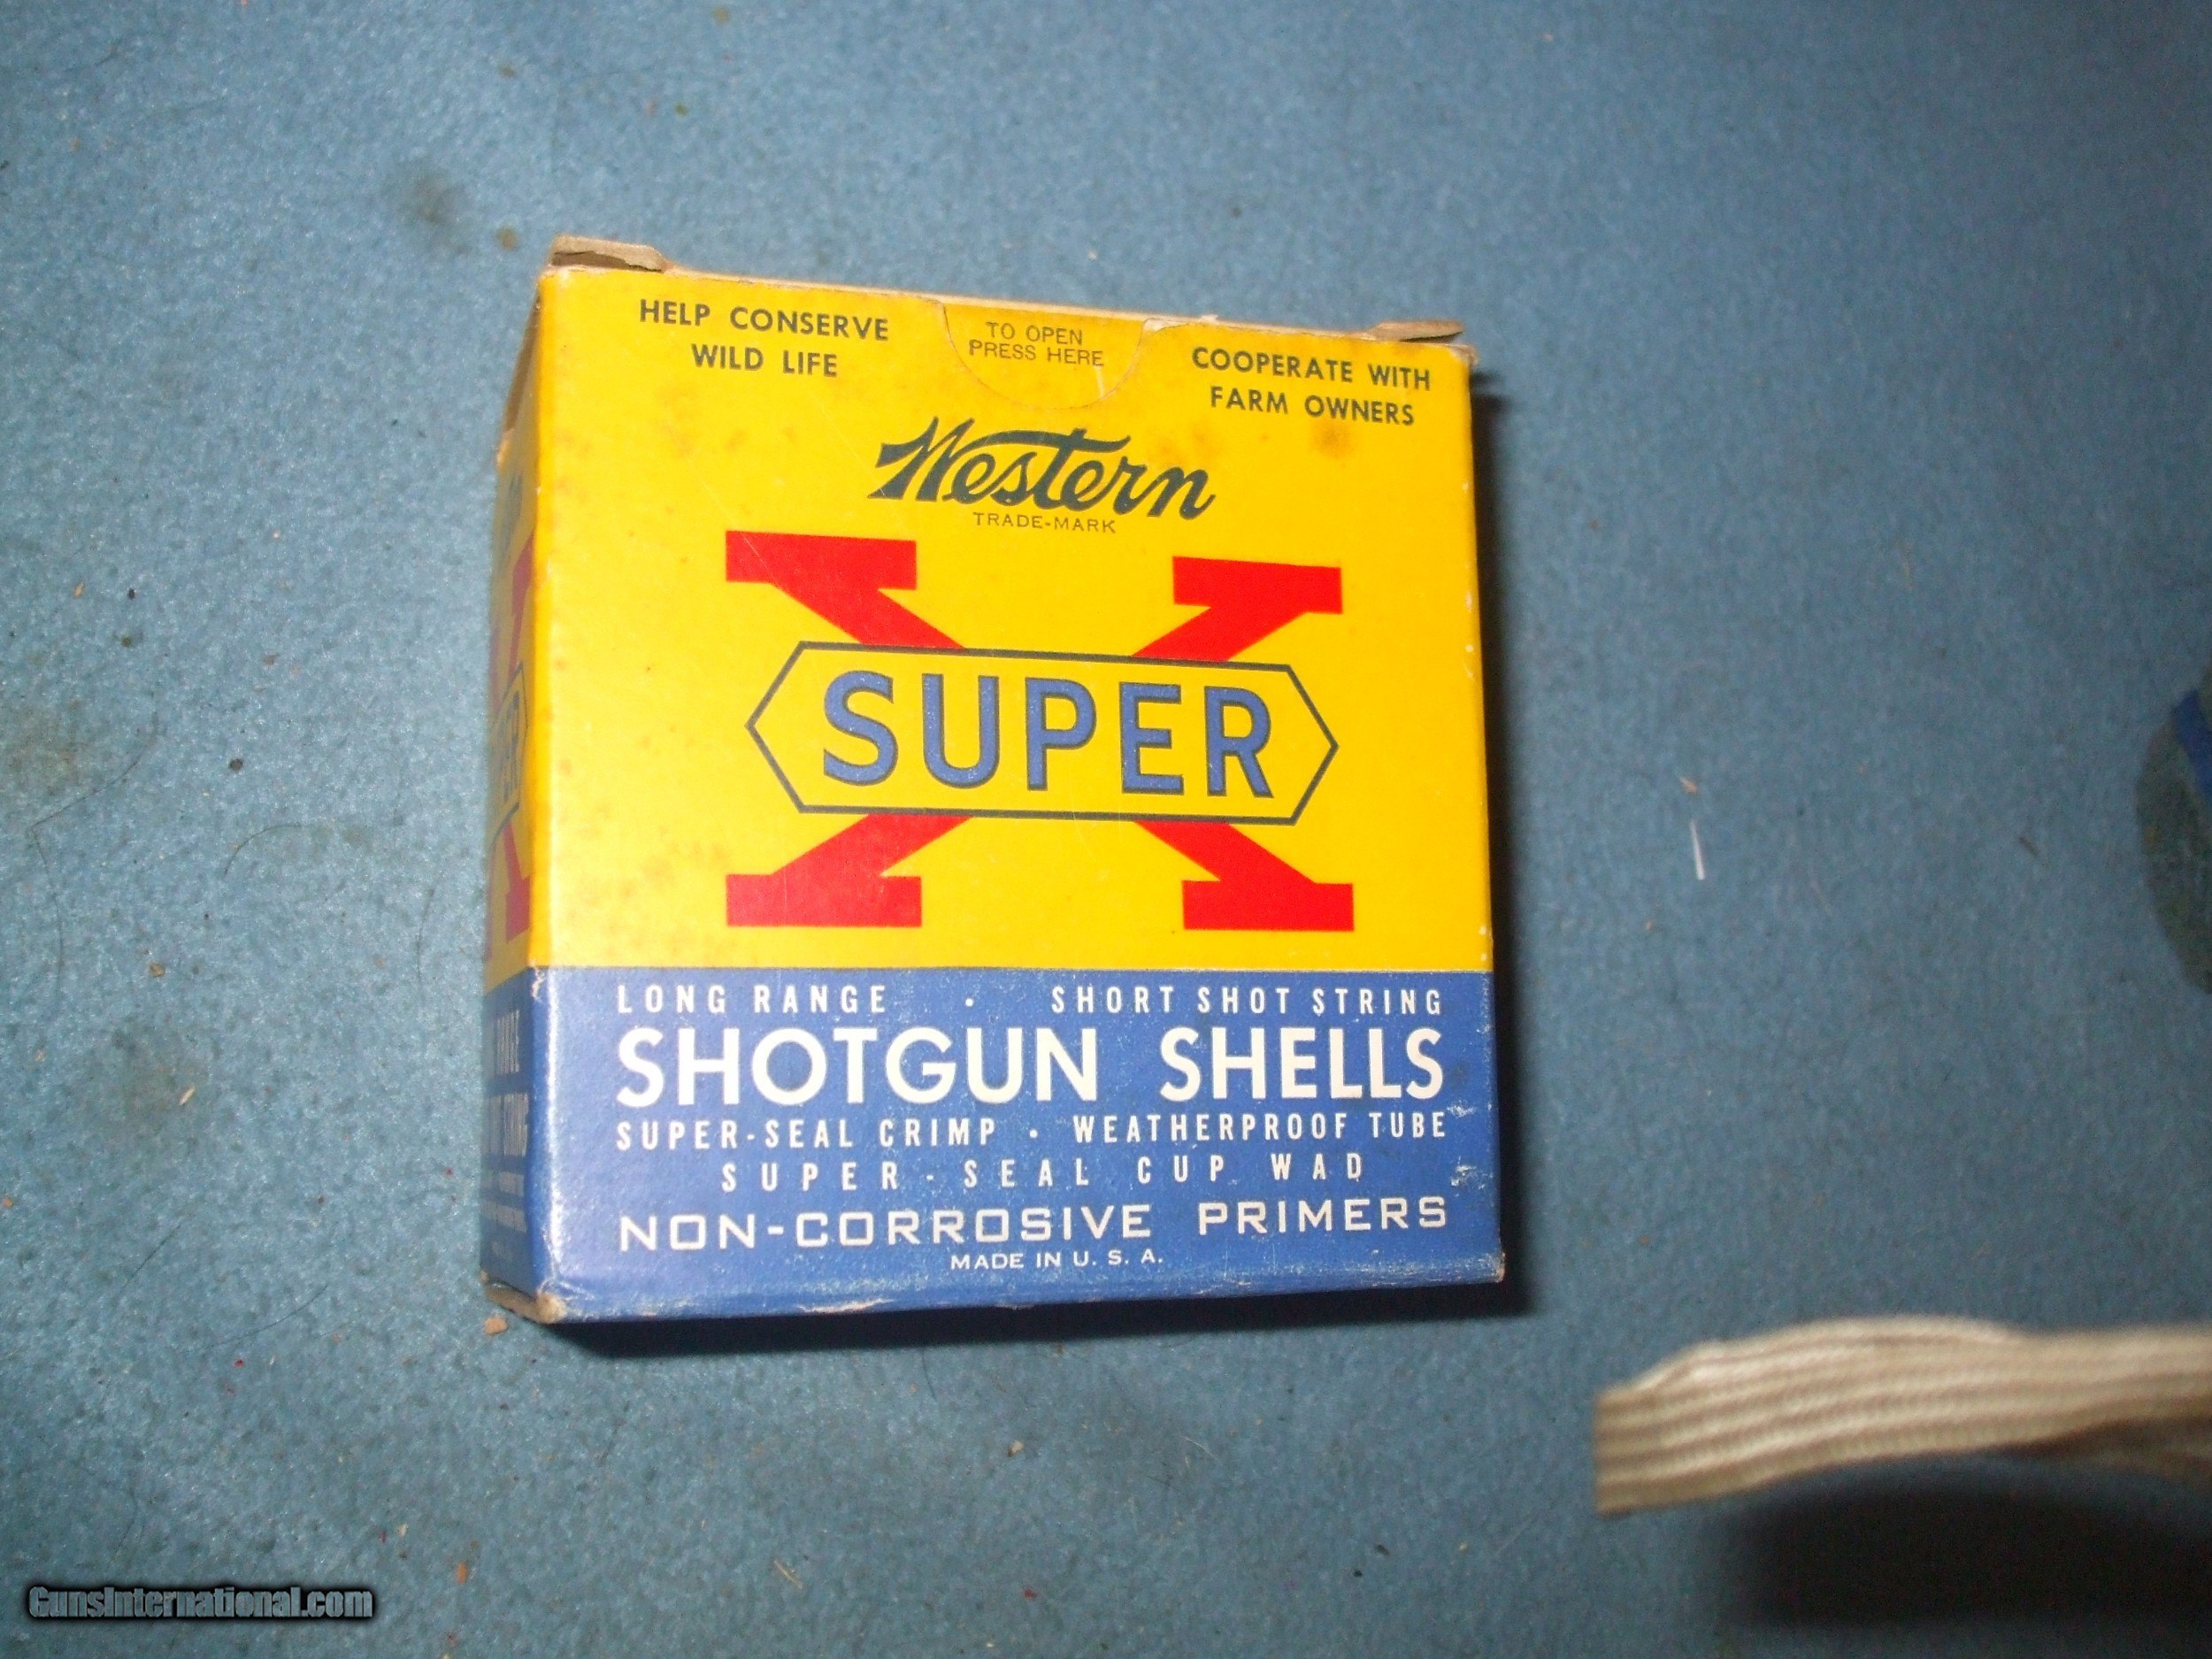 HELP CONSERVE
WILD LIFE
TO OPEN
PRESS HERE
COOPERATE WITH
FARM OWNERS
Western
TRADE-MARK
X
SUPER
LONG RANGE · SHORT SHOT STRING
SHOTGUN SHELLS
SUPER-SEAL CRIMP · WEATHERPROOF TUBE
SUPER-SEAL CUP WAD
NON-CORROSIVE PRIMERS
MADE IN U. S. A.
RANGE
STRING
GunsInternational.com